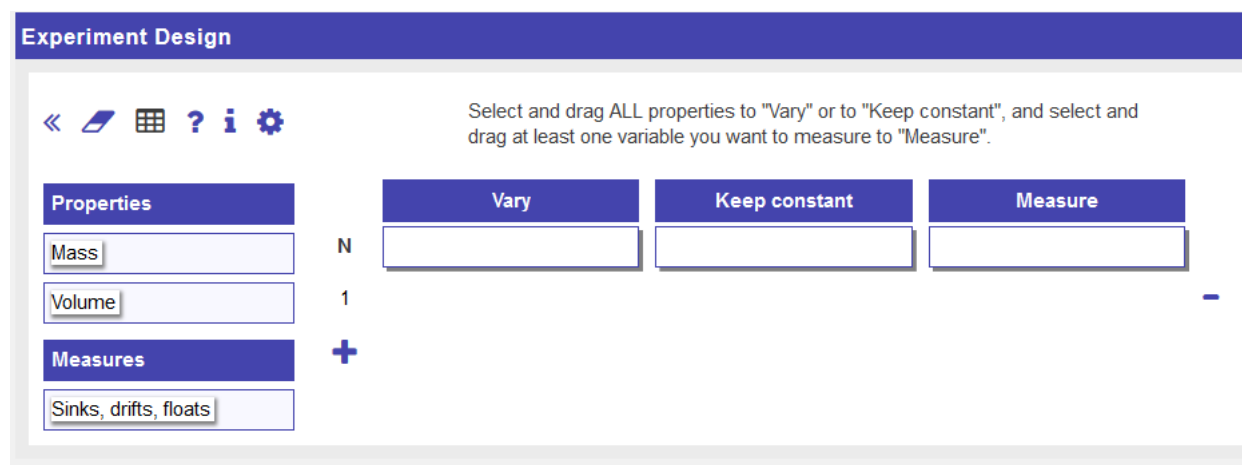 Experiment Design
Select and drag ALL properties to "Vary" or to "Keep constant", and select and
drag at least one variable you want to measure to "Measure".
Properties
Mass
Volume
Measures
Sinks, drifts, floats
Vary
Keep constant
Measure
N
1